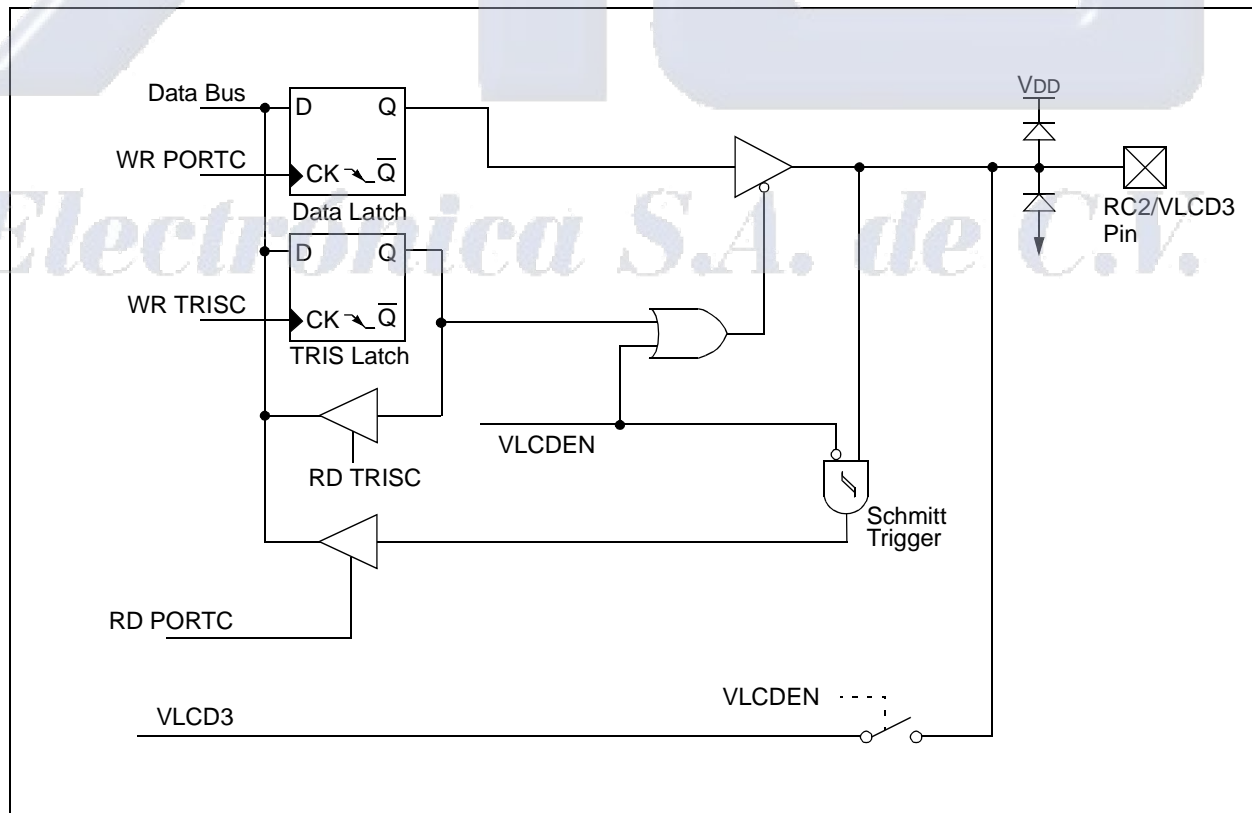 Data Bus
D Q
WR PORTC
CK Q
Data Latch
D Q
WR TRISC
CK Q
TRIS Latch
RD TRISC
VLCDEN
RD PORTC
Schmitt
Trigger
VLCD3
VLCDEN
VDD
RC2/VLCD3
Pin
Electrónica S.A. de C.V.